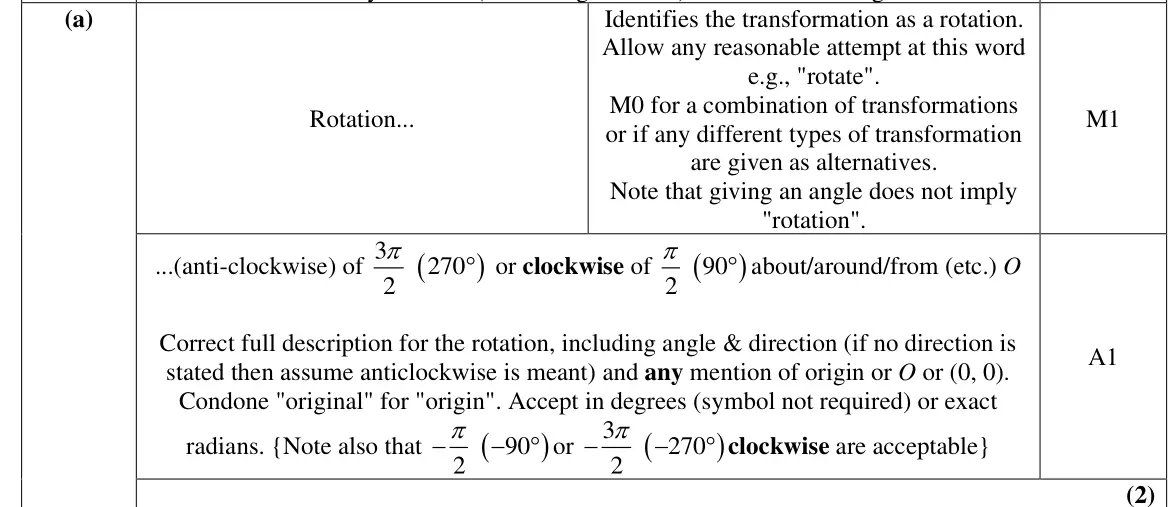 (a)
Rotation...
Identifies the transformation as a rotation.
Allow any reasonable attempt at this word
e.g., "rotate".
M0 for a combination of transformations
or if any different types of transformation
are given as alternatives.
Note that giving an angle does not imply
"rotation".
M1
...(anti-clockwise) of 3π/2 (270°) or clockwise of π/2 (90°) about/around/from (etc.) O
Correct full description for the rotation, including angle & direction (if no direction is
stated then assume anticlockwise is meant) and any mention of origin or O or (0, 0).
Condone "original" for "origin". Accept in degrees (symbol not required) or exact
radians. {Note also that −π/2 (−90°) or −3π/2 (−270°) clockwise are acceptable}
A1
(2)